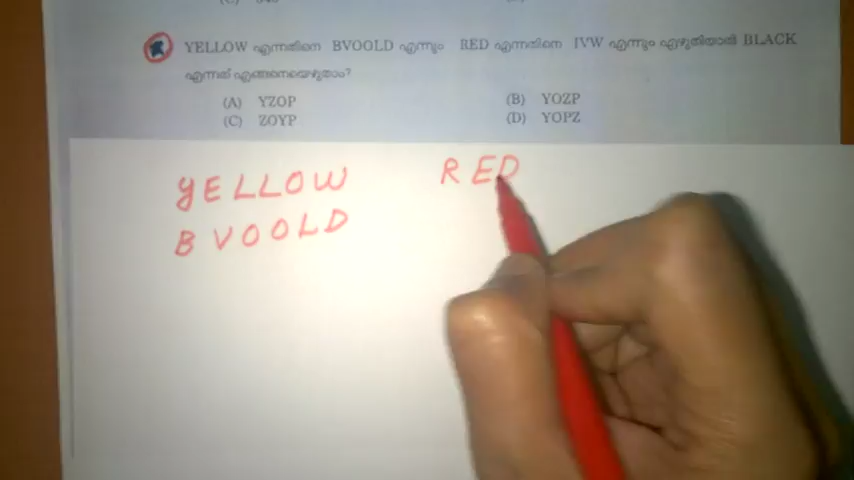 YELLOW എന്നതിനെ BVOOLD എന്നും RED എന്നതിനെ IVW എന്നും എഴുതിയാൽ BLACK
എന്നത് എങ്ങനെയെഴുതാം?
(A) YZOP (B) YOZP
(C) ZOYP (D) YOPZ
YELLOW RED
BVOOLD